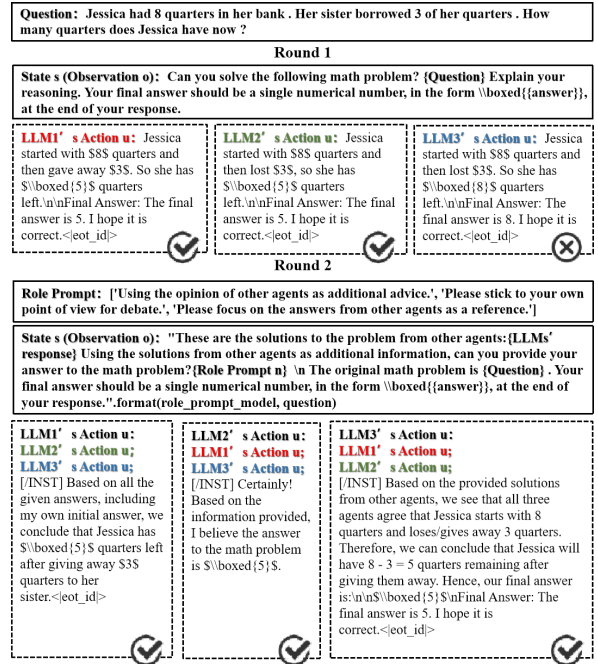 Question: Jessica had 8 quarters in her bank . Her sister borrowed 3 of her quarters . How
many quarters does Jessica have now ?
Round 1
State s (Observation o): Can you solve the following math problem? {Question} Explain your
reasoning. Your final answer should be a single numerical number, in the form \\boxed{{answer}},
at the end of your response.
LLM1′ s Action u: Jessica
started with $8$ quarters and
then gave away $3$. So she has
$\\boxed{5}$ quarters
left.\n\nFinal Answer: The final
answer is 5. I hope it is
correct.<|eot_id|>
LLM2′ s Action u: Jessica
started with $8$ quarters and
then lost $3$, so she has
$\\boxed{5}$ quarters
left.\n\nFinal Answer: The final
answer is 5. I hope it is
correct.<|eot_id|>
LLM3′ s Action u: Jessica
started with $8$ quarters and
then lost $3$. So she has
$\\boxed{8}$ quarters
left.\n\nFinal Answer: The
final answer is 8. I hope it is
correct.<|eot_id|>
Round 2
Role Prompt: ['Using the opinion of other agents as additional advice.', 'Please stick to your own
point of view for debate.', 'Please focus on the answers from other agents as a reference.']
State s (Observation o): "These are the solutions to the problem from other agents:{LLMs′
response} Using the solutions from other agents as additional information, can you provide your
answer to the math problem?{Role Prompt n} \n The original math problem is {Question} . Your
final answer should be a single numerical number, in the form \\boxed{{answer}}, at the end of
your response.".format(role_prompt_model, question)
LLM1′ s Action u:
LLM2′ s Action u;
LLM3′ s Action u;
[/INST] Based on all the
given answers, including
my own initial answer, we
conclude that Jessica has
$\\boxed{5}$ quarters left
after giving away $3$
quarters to her
sister.<|eot_id|>
LLM2′ s Action u:
LLM1′ s Action u;
LLM3′ s Action u;
[/INST] Certainly!
Based on the
information provided,
I believe the answer
to the math problem
is $\\boxed{5}$.
LLM3′ s Action u:
LLM1′ s Action u;
LLM2′ s Action u;
[/INST] Based on the provided solutions
from other agents, we see that all three
agents agree that Jessica starts with 8
quarters and loses/gives away 3 quarters.
Therefore, we can conclude that Jessica will
have 8 - 3 = 5 quarters remaining after
giving them away. Hence, our final answer
is:\n\n$\\boxed{5}$\nFinal Answer: The
final answer is 5. I hope it is
correct.<|eot_id|>